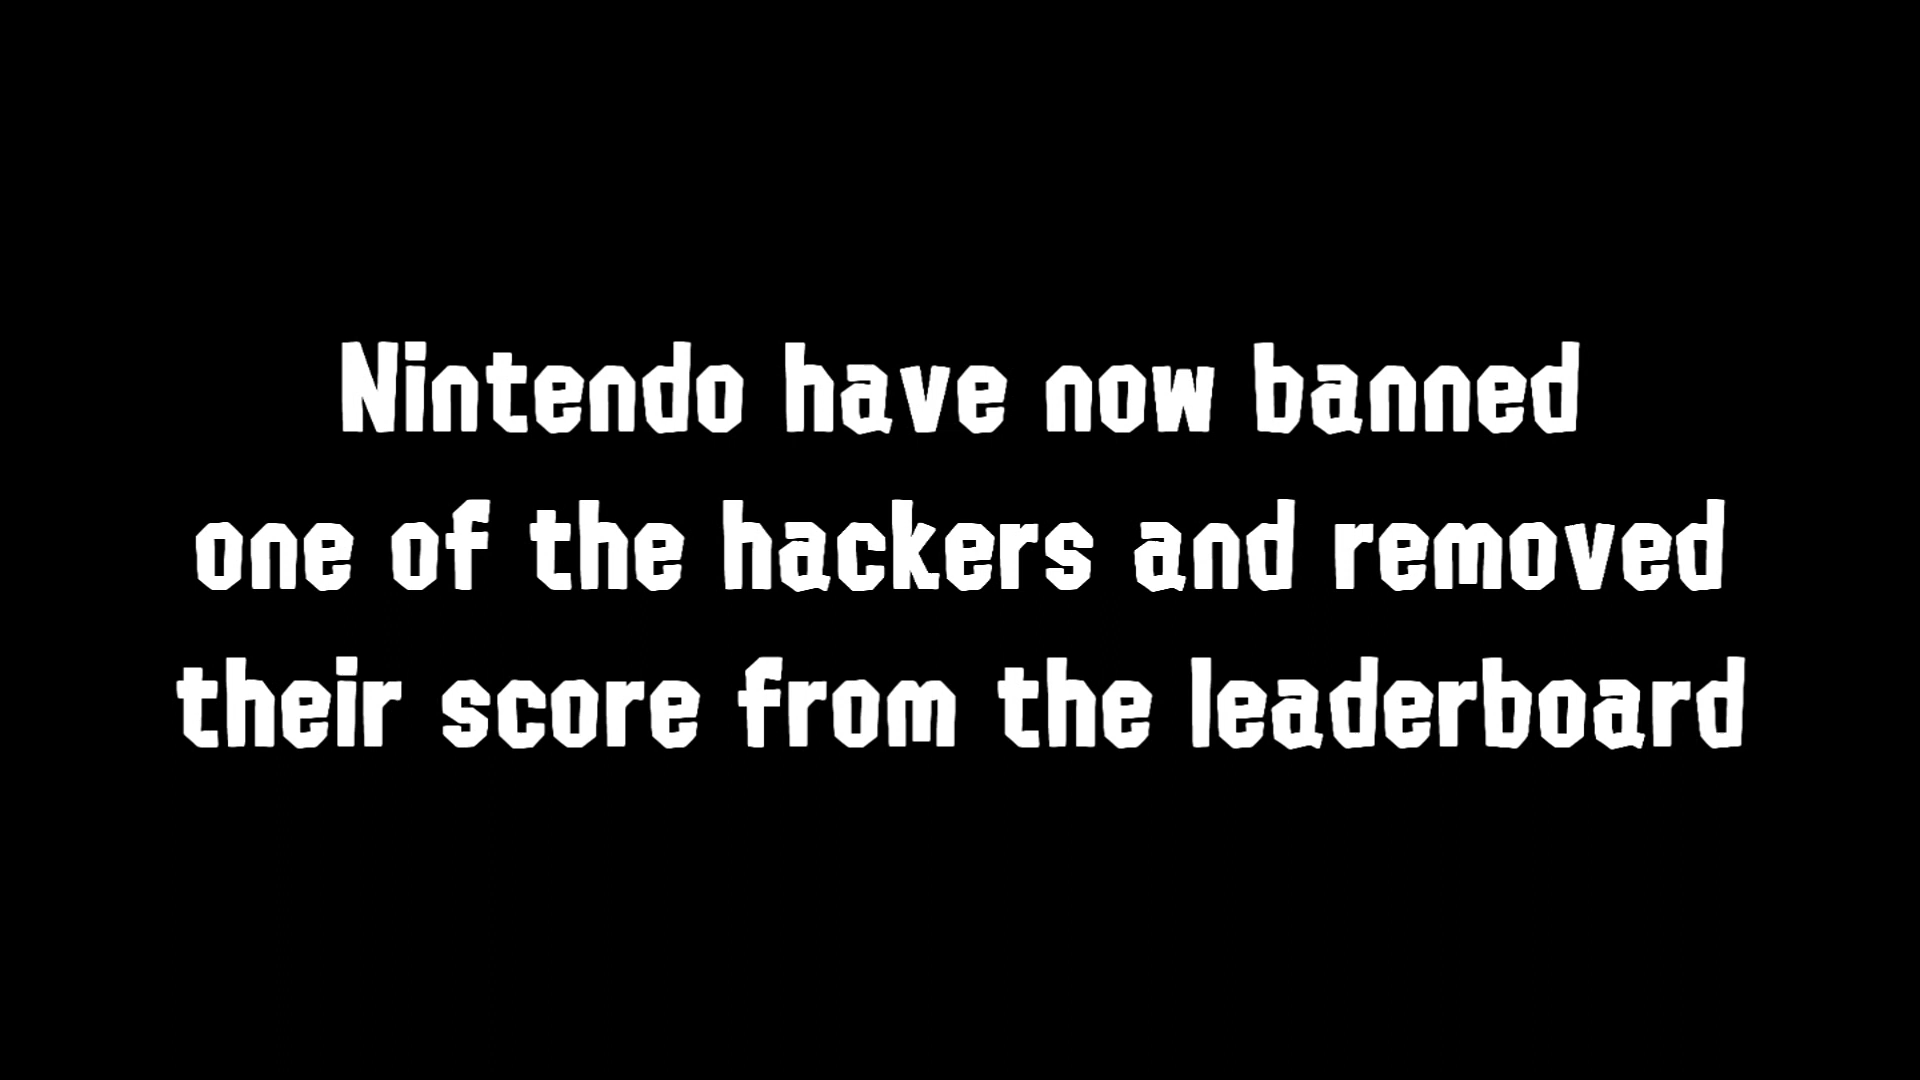 Nintendo have now banned
one of the hackers and removed
their score from the leaderboard